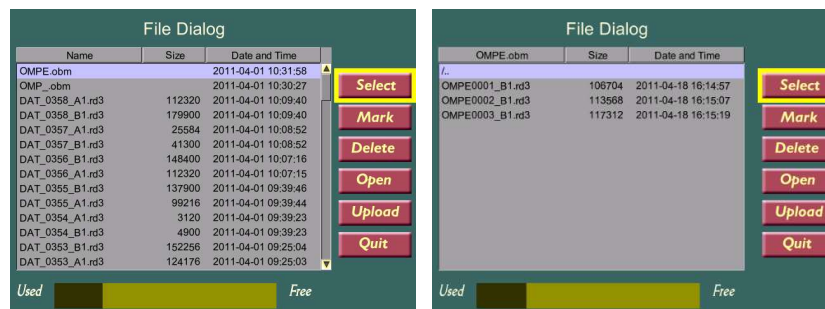 File Dialog
Name Size Date and Time
OMPE.obm 2011-04-01 10:31:58
OMP_.obm 2011-04-01 10:30:27
DAT_0358_A1.rd3 112320 2011-04-01 10:09:40
DAT_0358_B1.rd3 179900 2011-04-01 10:09:40
DAT_0357_A1.rd3 25584 2011-04-01 10:08:52
DAT_0357_B1.rd3 41300 2011-04-01 10:08:52
DAT_0356_B1.rd3 148400 2011-04-01 10:07:16
DAT_0356_A1.rd3 112320 2011-04-01 10:07:15
DAT_0355_B1.rd3 137900 2011-04-01 09:39:46
DAT_0355_A1.rd3 99216 2011-04-01 09:39:44
DAT_0354_A1.rd3 3120 2011-04-01 09:39:23
DAT_0354_B1.rd3 4900 2011-04-01 09:39:23
DAT_0353_B1.rd3 152256 2011-04-01 09:25:04
DAT_0353_A1.rd3 124176 2011-04-01 09:25:03
Select
Mark
Delete
Open
Upload
Quit
Used Free
File Dialog
OMPE.obm Size Date and Time
/..
OMPE0001_B1.rd3 106704 2011-04-18 16:14:57
OMPE0002_B1.rd3 113568 2011-04-18 16:15:07
OMPE0003_B1.rd3 117312 2011-04-18 16:15:19
Select
Mark
Delete
Open
Upload
Quit
Used Free